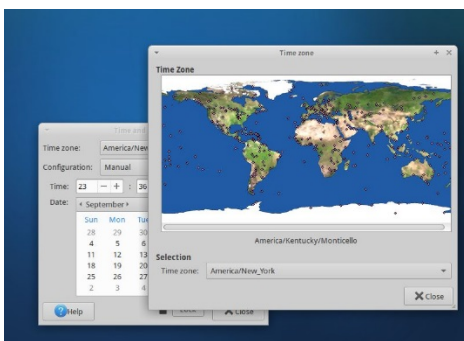 Time zone
Time Zone
America/Kentucky/Monticello
Selection
Time zone: America/New_York
Close
Time and
Time zone: America/New
Configuration: Manual
Time: 23 - + : 36
Date: September
Sun Mon Tue
28 29 30
4 5 6
11 12 13
18 19 20
25 26 27
2 3 4
Help
Close